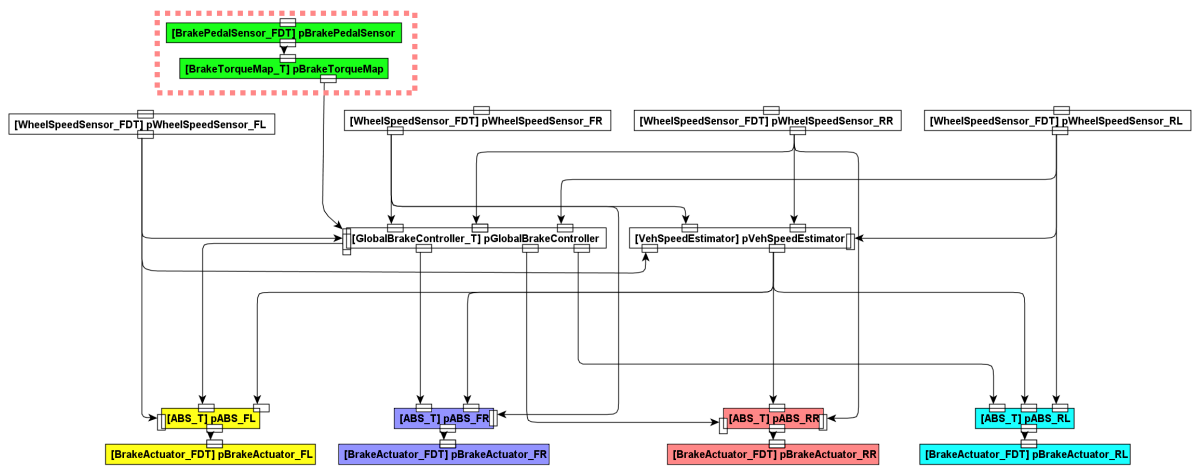 [BrakePedalSensor_FDT] pBrakePedalSensor
[BrakeTorqueMap_T] pBrakeTorqueMap
[WheelSpeedSensor_FDT] pWheelSpeedSensor_FL
[WheelSpeedSensor_FDT] pWheelSpeedSensor_FR
[WheelSpeedSensor_FDT] pWheelSpeedSensor_RR
[WheelSpeedSensor_FDT] pWheelSpeedSensor_RL
[GlobalBrakeController_T] pGlobalBrakeController
[VehSpeedEstimator] pVehSpeedEstimator
[ABS_T] pABS_FL
[ABS_T] pABS_FR
[ABS_T] pABS_RR
[ABS_T] pABS_RL
[BrakeActuator_FDT] pBrakeActuator_FL
[BrakeActuator_FDT] pBrakeActuator_FR
[BrakeActuator_FDT] pBrakeActuator_RR
[BrakeActuator_FDT] pBrakeActuator_RL